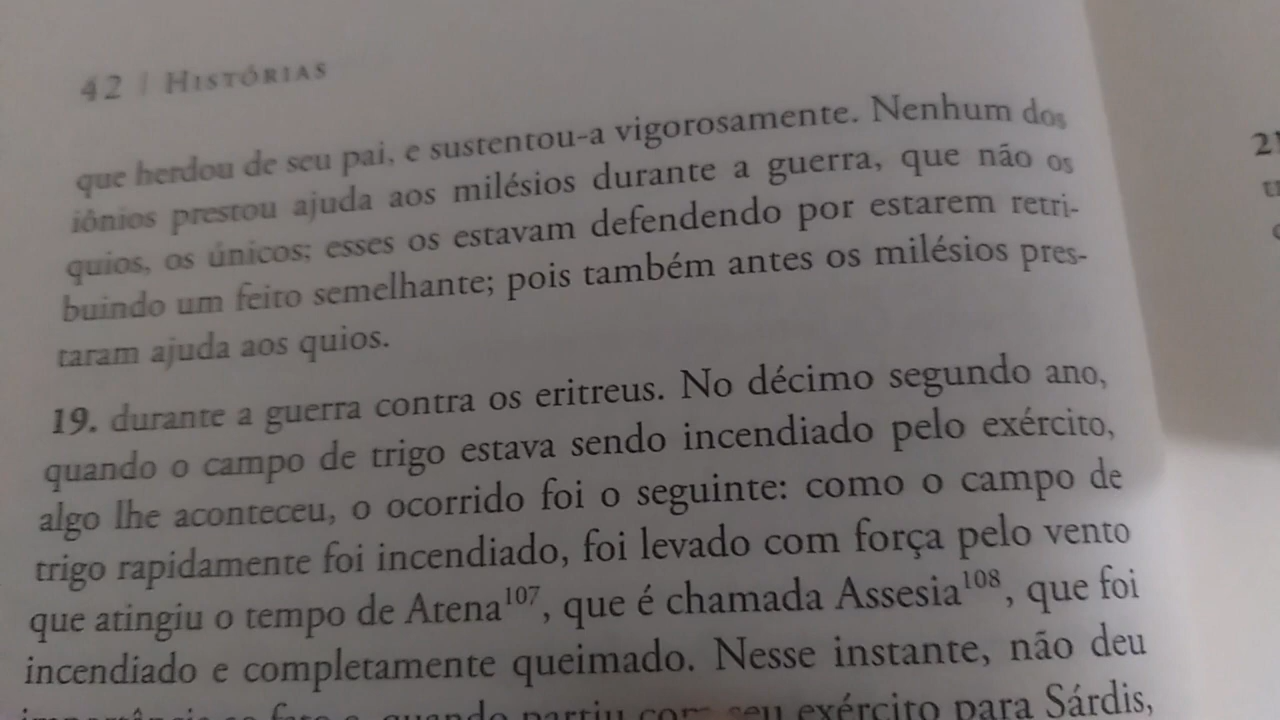 42 | HISTÓRIAS
que herdou de seu pai, e sustentou-a vigorosamente. Nenhum dos
iônios prestou ajuda aos milésios durante a guerra, que não os
quios, os únicos; esses os estavam defendendo por estarem retri-
buindo um feito semelhante; pois também antes os milésios pres-
taram ajuda aos quios.
19. durante a guerra contra os eritreus. No décimo segundo ano,
quando o campo de trigo estava sendo incendiado pelo exército,
algo lhe aconteceu, o ocorrido foi o seguinte: como o campo de
trigo rapidamente foi incendiado, foi levado com força pelo vento
que atingiu o tempo de Atena107, que é chamada Assesia108, que foi
incendiado e completamente queimado. Nesse instante, não deu
quando partiu com seu exército para Sárdis,